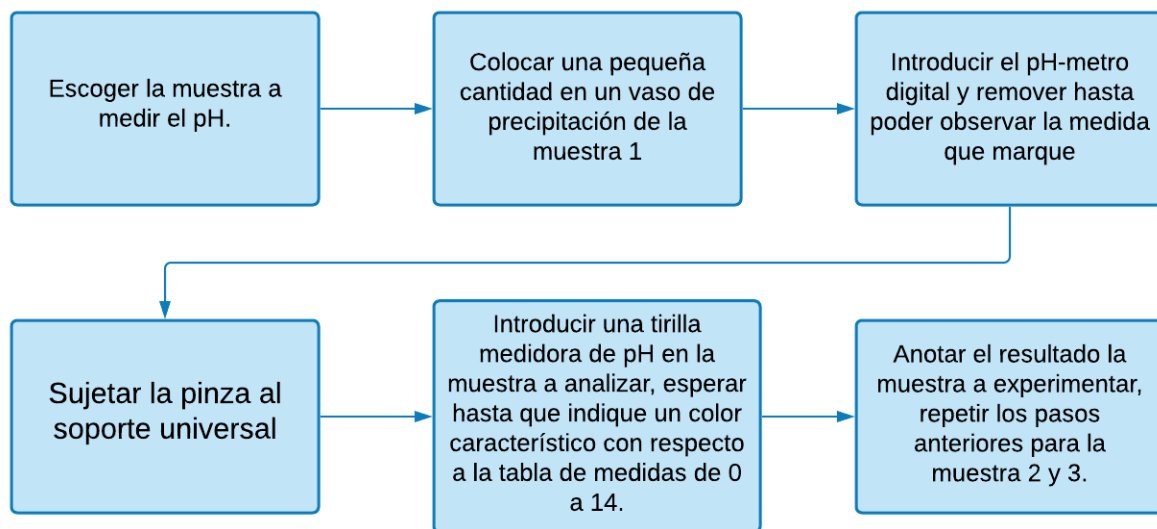 Escoger la muestra a
medir el pH.
Colocar una pequeña
cantidad en un vaso de
precipitación de la
muestra 1
Introducir el pH-metro
digital y remover hasta
poder observar la medida
que marque
Sujetar la pinza al
soporte universal
Introducir una tirilla
medidora de pH en la
muestra a analizar, esperar
hasta que indique un color
característico con respecto
a la tabla de medidas de 0
a 14.
Anotar el resultado la
muestra a experimentar,
repetir los pasos
anteriores para la
muestra 2 y 3.